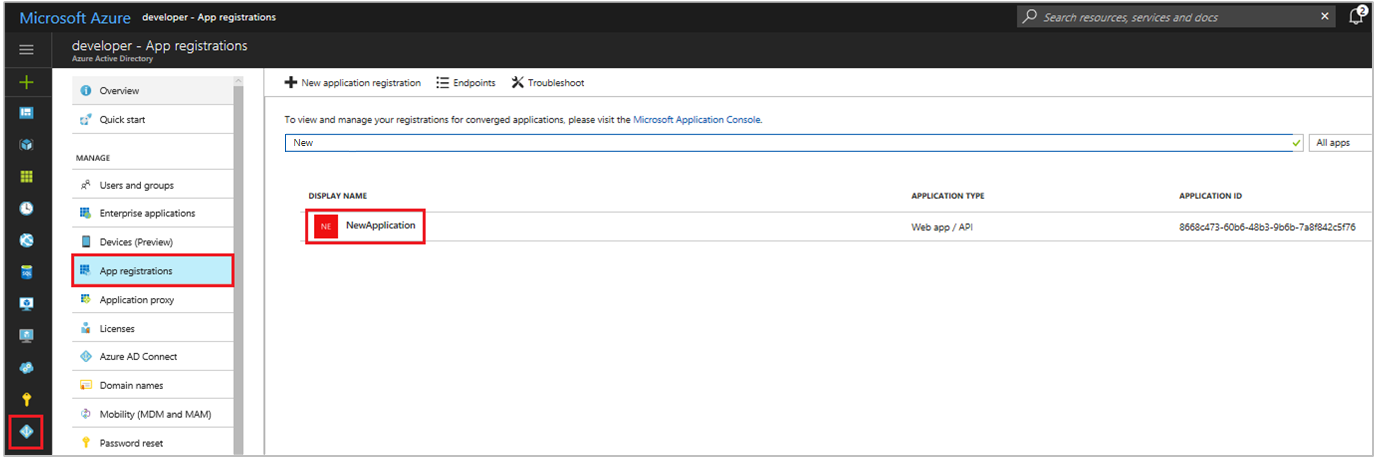 Microsoft Azure developer - App registrations
Search resources, services and docs
2
developer - App registrations
Azure Active Directory
Overview
Quick start
MANAGE
Users and groups
Enterprise applications
Devices (Preview)
App registrations
Application proxy
Licenses
Azure AD Connect
Domain names
Mobility (MDM and MAM)
Password reset
New application registration Endpoints Troubleshoot
To view and manage your registrations for converged applications, please visit the Microsoft Application Console.
New All apps
DISPLAY NAME APPLICATION TYPE APPLICATION ID
NE NewApplication Web app / API 8668c473-60b6-48b3-9b6b-7a8f842c5f76